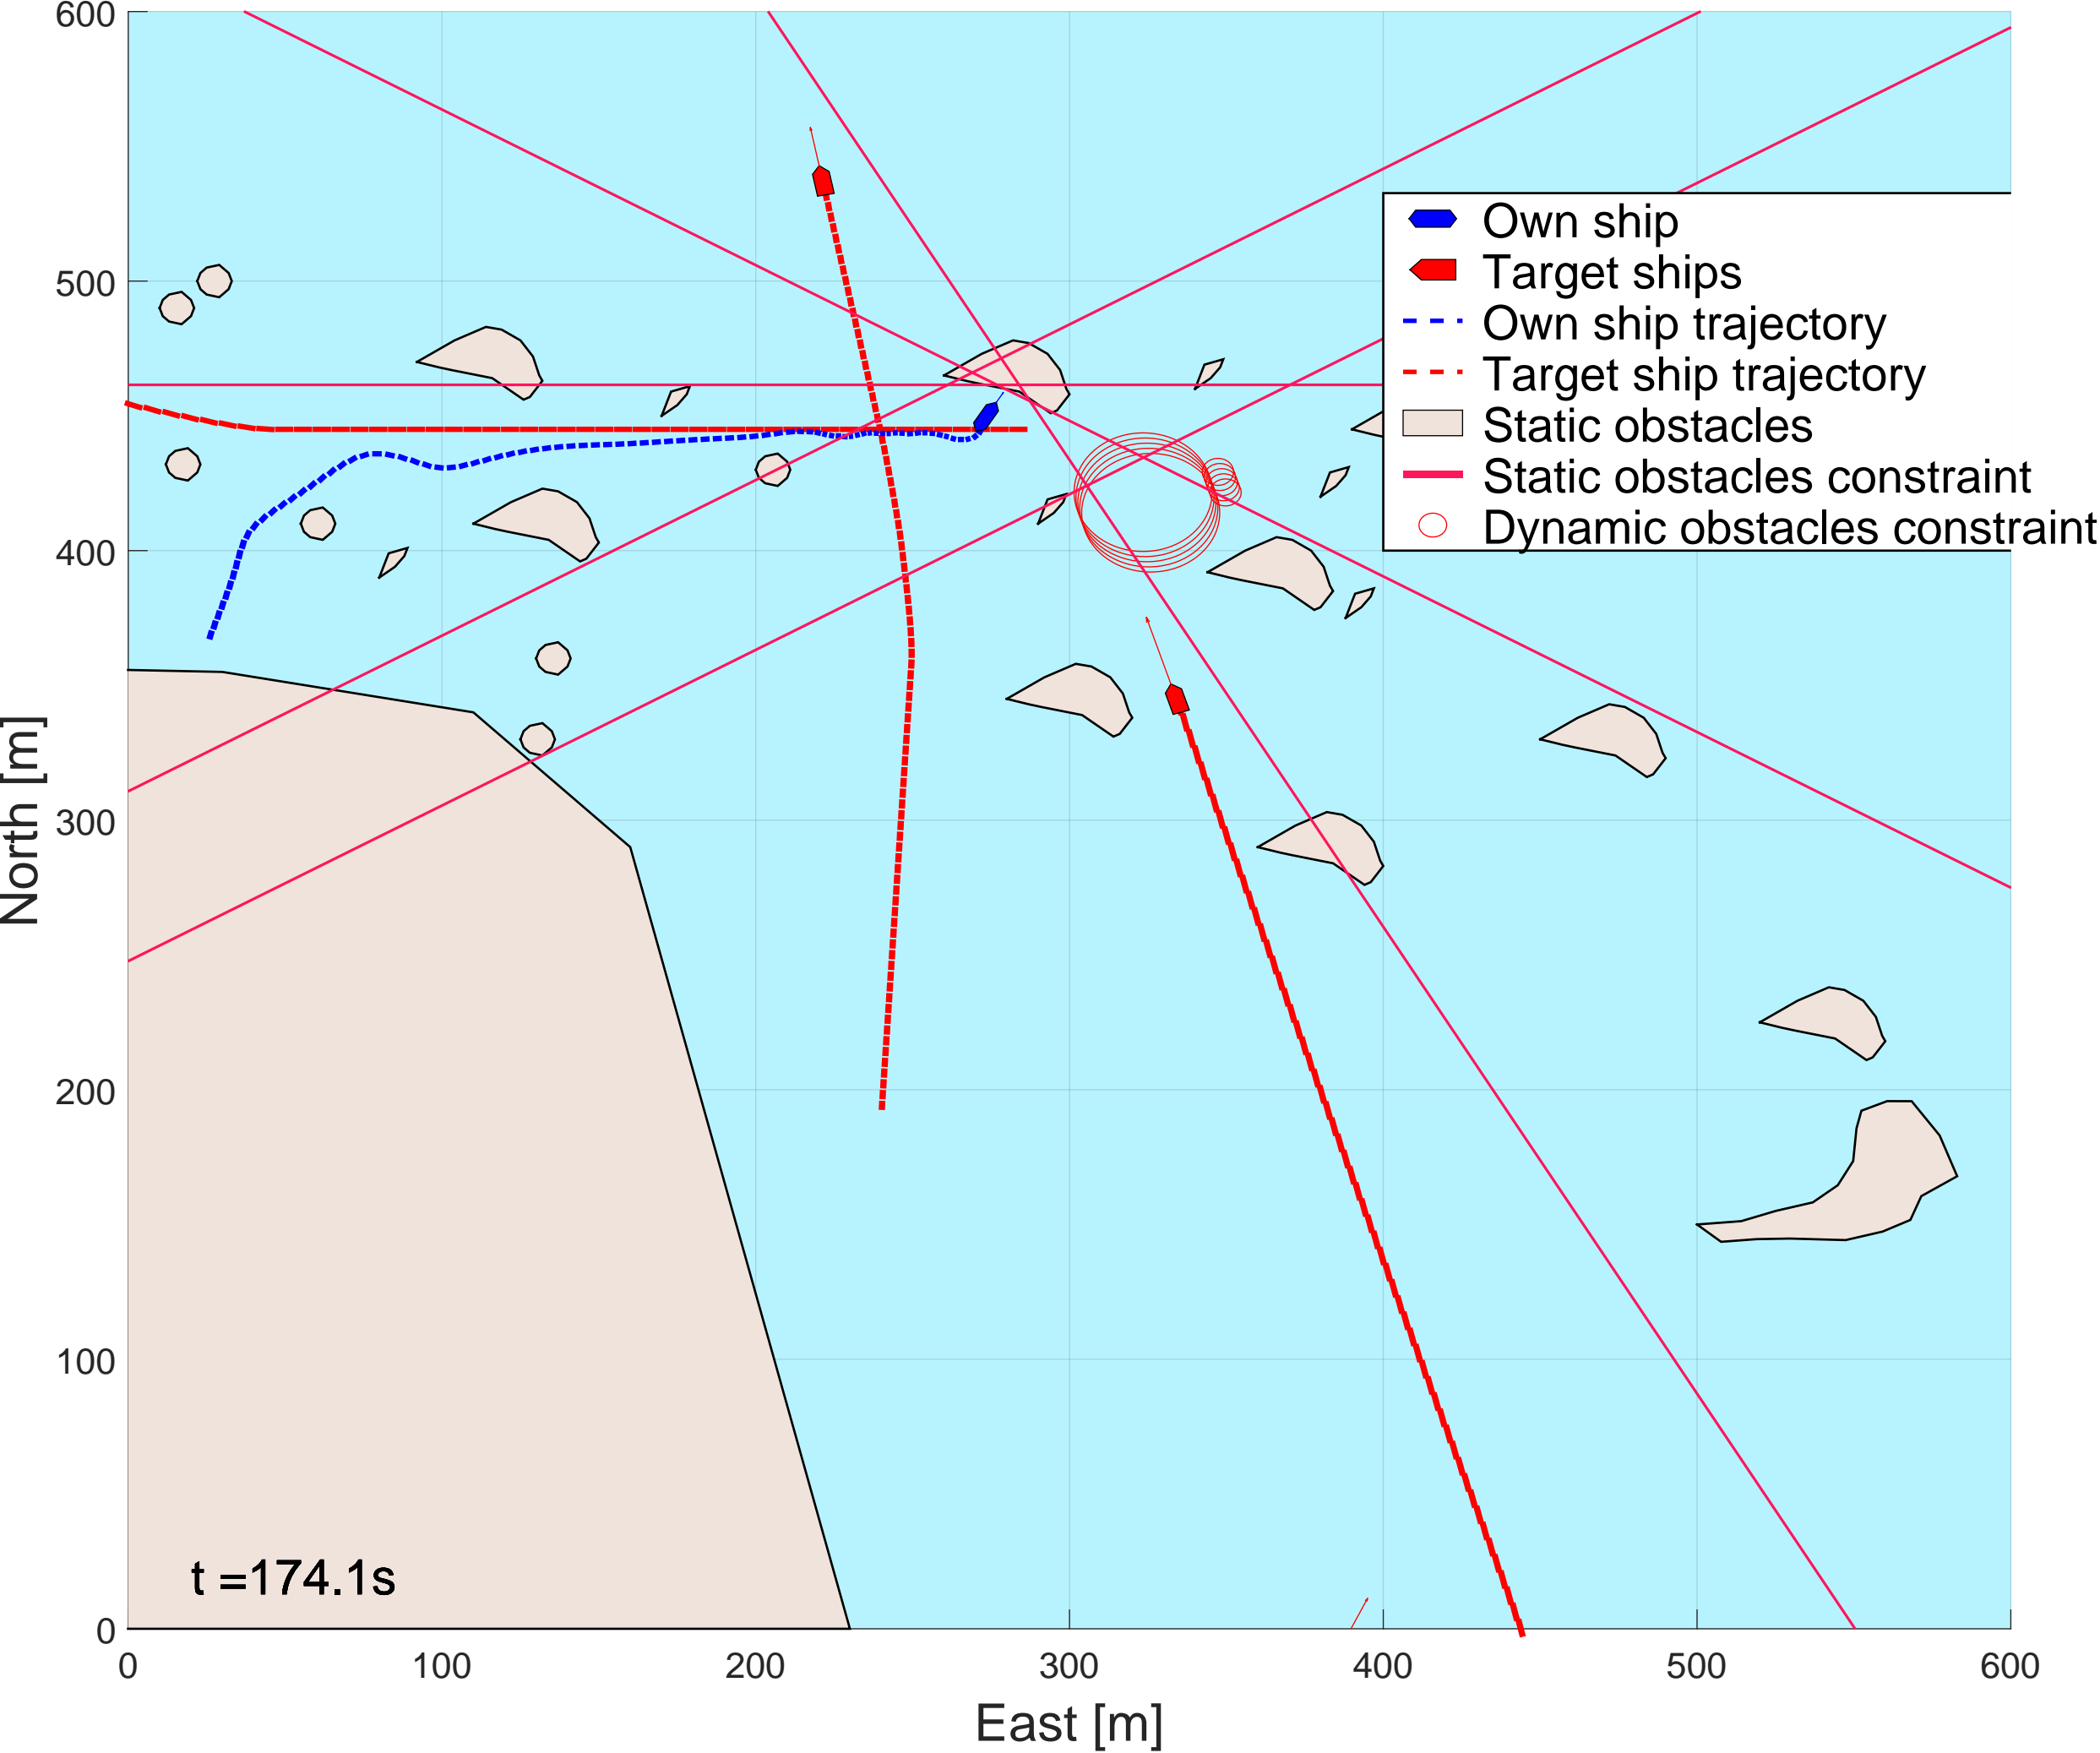 600
500
400
300
200
100
0
North [m]
Own ship
Target ships
Own ship trajectory
Target ship trajectory
Static obstacles
Static obstacles constraint
Dynamic obstacles constraint
t =174.1s
0 100 200 300 400 500 600
East [m]